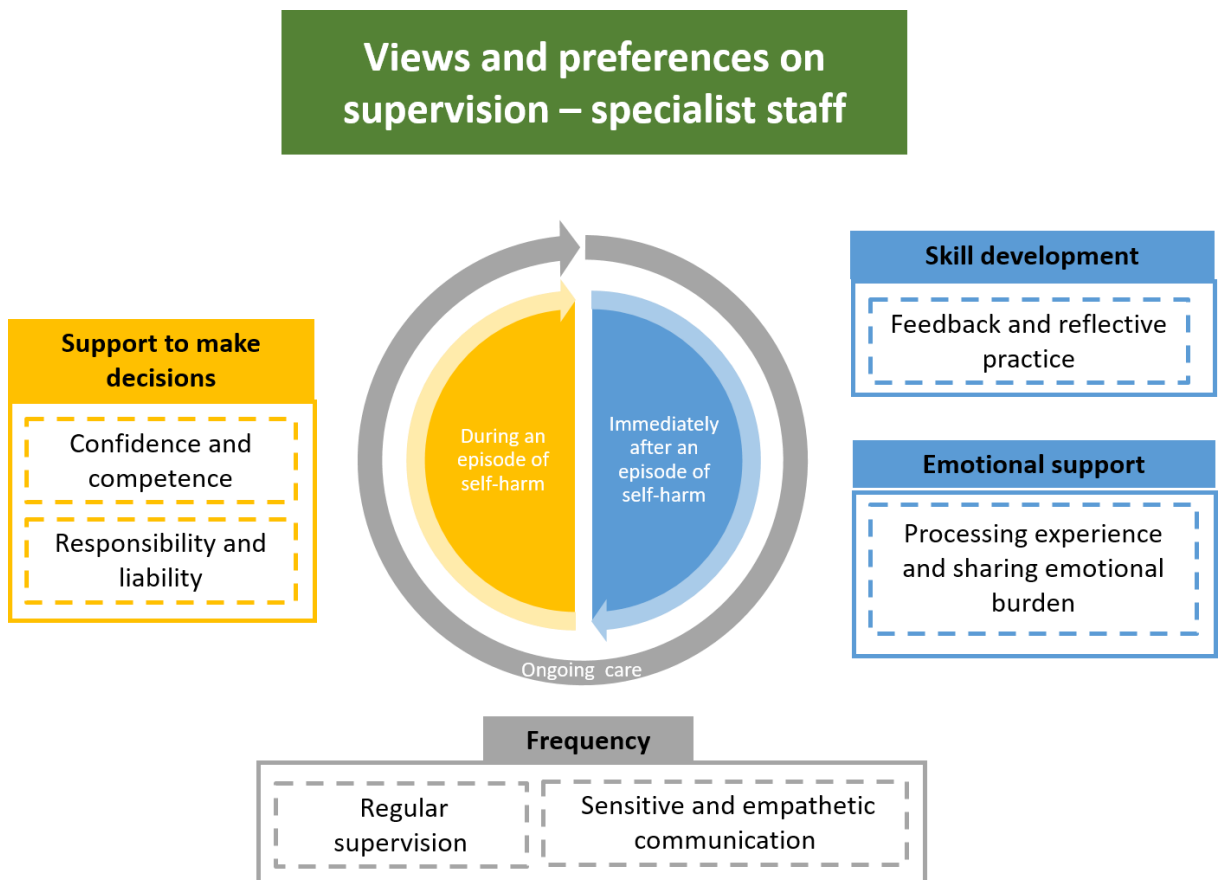 Views and preferences on
supervision – specialist staff
Support to make
decisions
Confidence and
competence
Responsibility and
liability
During an
episode of
self-harm
Immediately
after an
episode of
self-harm
Ongoing care
Skill development
Feedback and reflective
practice
Emotional support
Processing experience
and sharing emotional
burden
Frequency
Regular
supervision
Sensitive and empathetic
communication